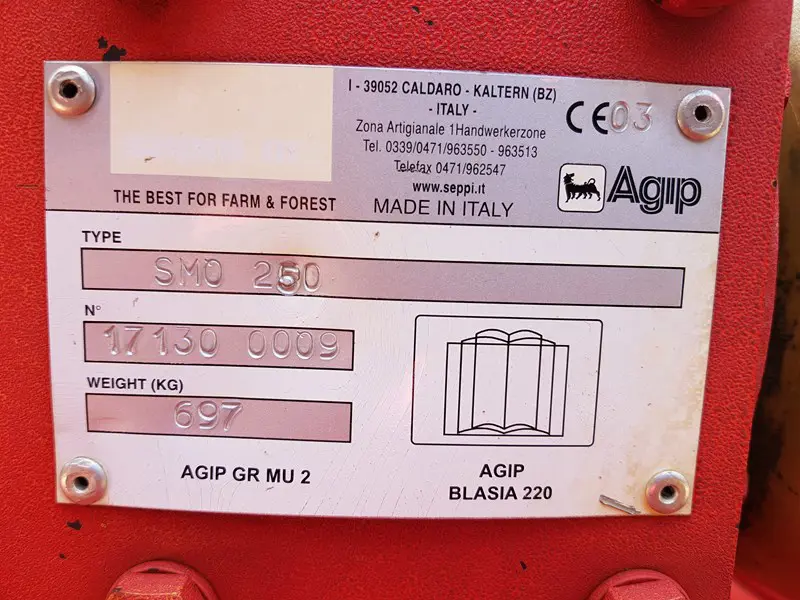 I - 39052 CALDARO - KALTERN (BZ)
- ITALY -
Zona Artigianale 1Handwerkerzone
Tel. 0339/0471/963550 - 963513
Telefax 0471/962547
www.seppi.it
MADE IN ITALY
CE 03
Agip
THE BEST FOR FARM & FOREST
TYPE
SMO 250
N°
17130 0009
WEIGHT (KG)
697
AGIP GR MU 2
AGIP
BLASIA 220